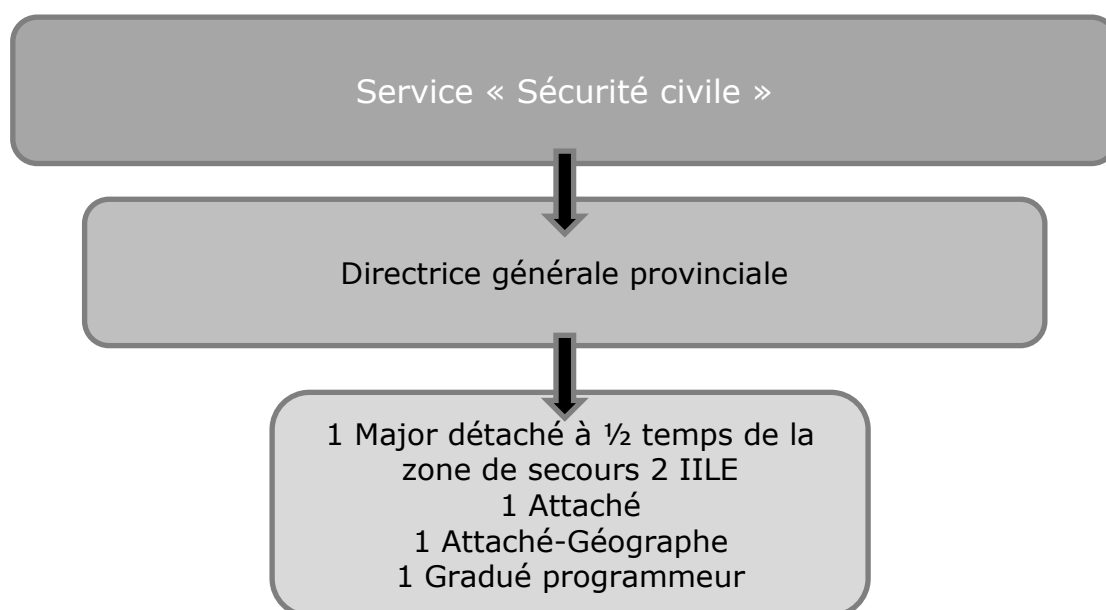 Service « Sécurité civile »
Directrice générale provinciale
1 Major détaché à ½ temps de la
zone de secours 2 IILE
1 Attaché
1 Attaché-Géographe
1 Gradué programmeur